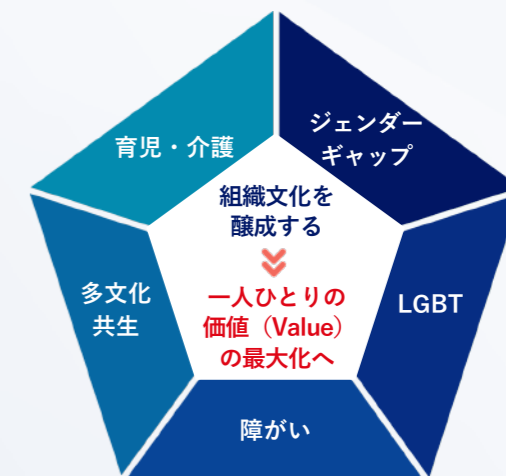 育児・介護
ジェンダー
ギャップ
組織文化を
醸成する
一人ひとりの
価値（Value）
の最大化へ
多文化
共生
LGBT
障がい